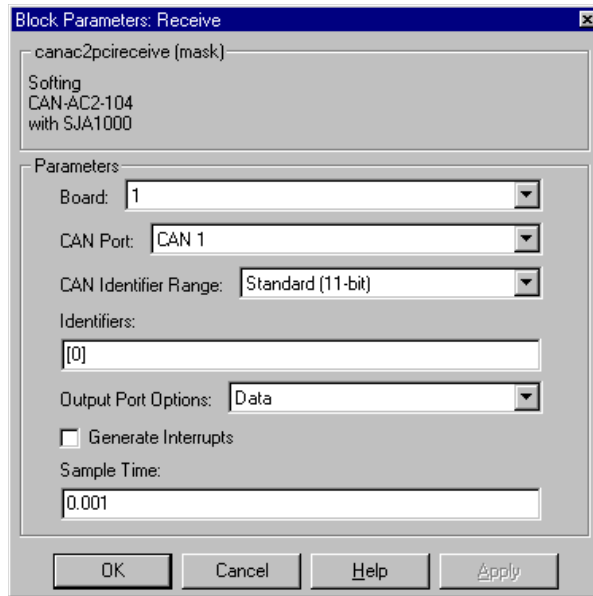 Block Parameters: Receive
canac2pcireceive (mask)
Softing
CAN-AC2-104
with SJA1000
Parameters
Board: 1
CAN Port: CAN 1
CAN Identifier Range: Standard (11-bit)
Identifiers:
[0]
Output Port Options: Data
Generate Interrupts
Sample Time:
0.001
OK Cancel Help Apply